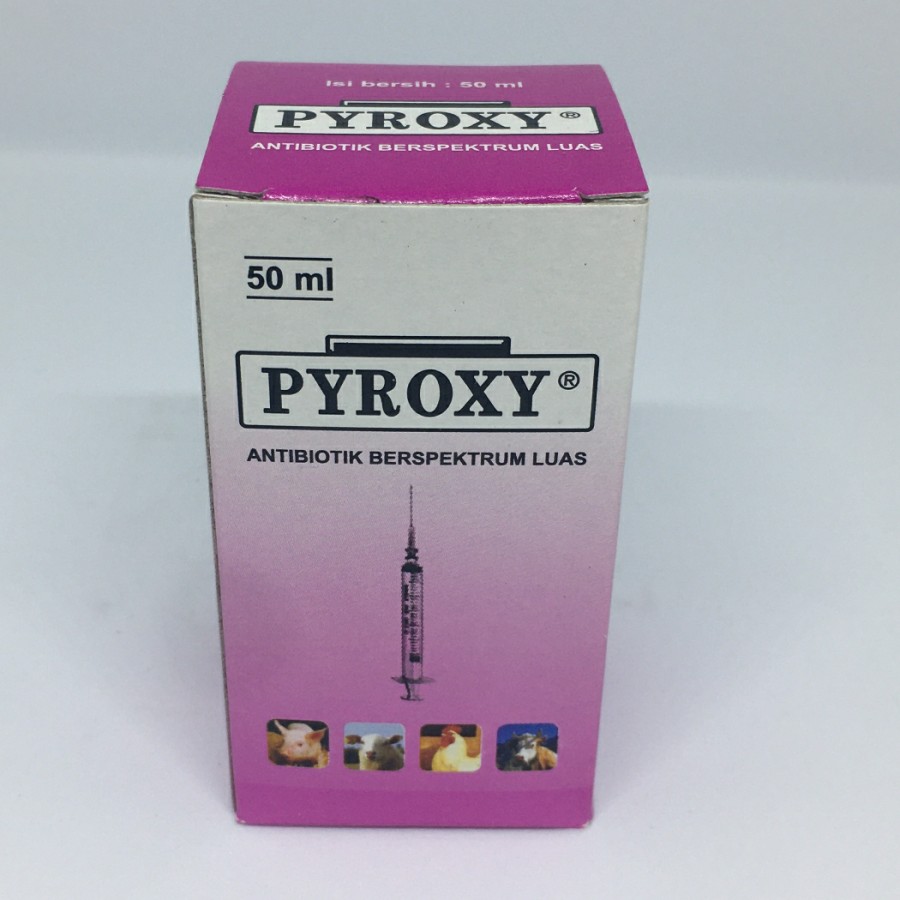 Isi bersih : 50 ml
PYROXY®
ANTIBIOTIK BERSPEKTRUM LUAS
50 ml
PYROXY®
ANTIBIOTIK BERSPEKTRUM LUAS